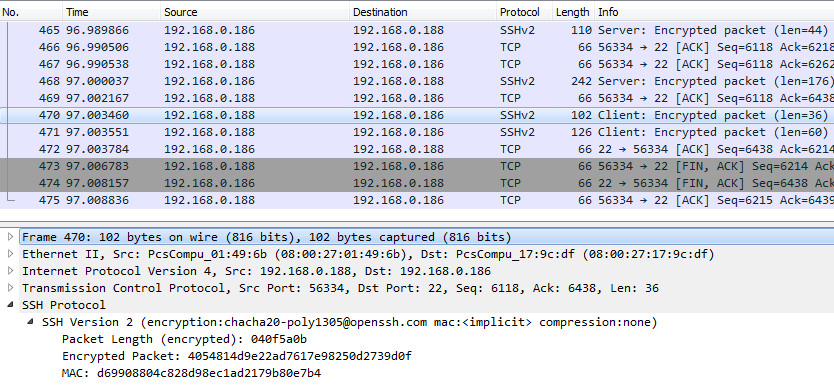 No. Time Source Destination Protocol Length Info
465 96.989866 192.168.0.186 192.168.0.188 SSHv2 110 Server: Encrypted packet (len=44)
466 96.990506 192.168.0.188 192.168.0.186 TCP 66 56334 → 22 [ACK] Seq=6118 Ack=6218
467 96.990538 192.168.0.188 192.168.0.186 TCP 66 56334 → 22 [ACK] Seq=6118 Ack=6262
468 97.000037 192.168.0.186 192.168.0.188 SSHv2 242 Server: Encrypted packet (len=176)
469 97.002167 192.168.0.188 192.168.0.186 TCP 66 56334 → 22 [ACK] Seq=6118 Ack=6438
470 97.003460 192.168.0.188 192.168.0.186 SSHv2 102 Client: Encrypted packet (len=36)
471 97.003551 192.168.0.188 192.168.0.186 SSHv2 126 Client: Encrypted packet (len=60)
472 97.003784 192.168.0.186 192.168.0.188 TCP 66 22 → 56334 [ACK] Seq=6438 Ack=6214
473 97.006783 192.168.0.188 192.168.0.186 TCP 66 56334 → 22 [FIN, ACK] Seq=6214
474 97.008157 192.168.0.186 192.168.0.188 TCP 66 22 → 56334 [FIN, ACK] Seq=6438
475 97.008836 192.168.0.188 192.168.0.186 TCP 66 56334 → 22 [ACK] Seq=6215 Ack=6439
Frame 470: 102 bytes on wire (816 bits), 102 bytes captured (816 bits)
Ethernet II, Src: PcsCompu_01:49:6b (08:00:27:01:49:6b), Dst: PcsCompu_17:9c:df (08:00:27:17:9c:df)
Internet Protocol Version 4, Src: 192.168.0.188, Dst: 192.168.0.186
Transmission Control Protocol, Src Port: 56334, Dst Port: 22, Seq: 6118, Ack: 6438, Len: 36
SSH Protocol
SSH Version 2 (encryption:chacha20-poly1305@openssh.com mac:<implicit> compression:none)
Packet Length (encrypted): 040f5a0b
Encrypted Packet: 4054814d9e22ad7617e98250d2739d0f
MAC: d69908804c828d98ec1ad2179b80e7b4